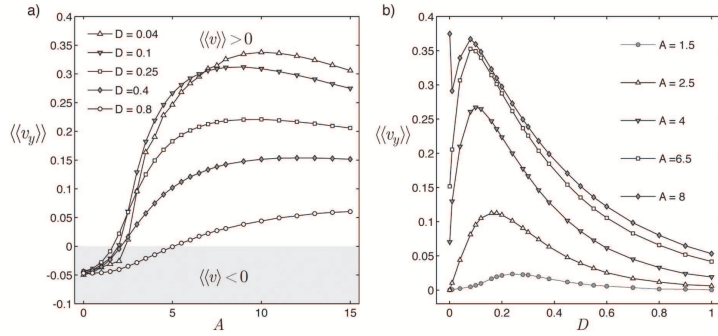 a)
0.4
0.35
0.3
0.25
0.2
0.15
0.1
0.05
0
-0.05
-0.1
⟨⟨v_y⟩⟩
D = 0.04
D = 0.1
D = 0.25
D = 0.4
D = 0.8
⟨⟨v⟩⟩>0
⟨⟨v⟩⟩<0
0 5 10 15
A
b)
0.4
0.35
0.3
0.25
0.2
0.15
0.1
0.05
0
⟨⟨v_y⟩⟩
A = 1.5
A = 2.5
A = 4
A =6.5
A = 8
0 0.2 0.4 0.6 0.8 1
D